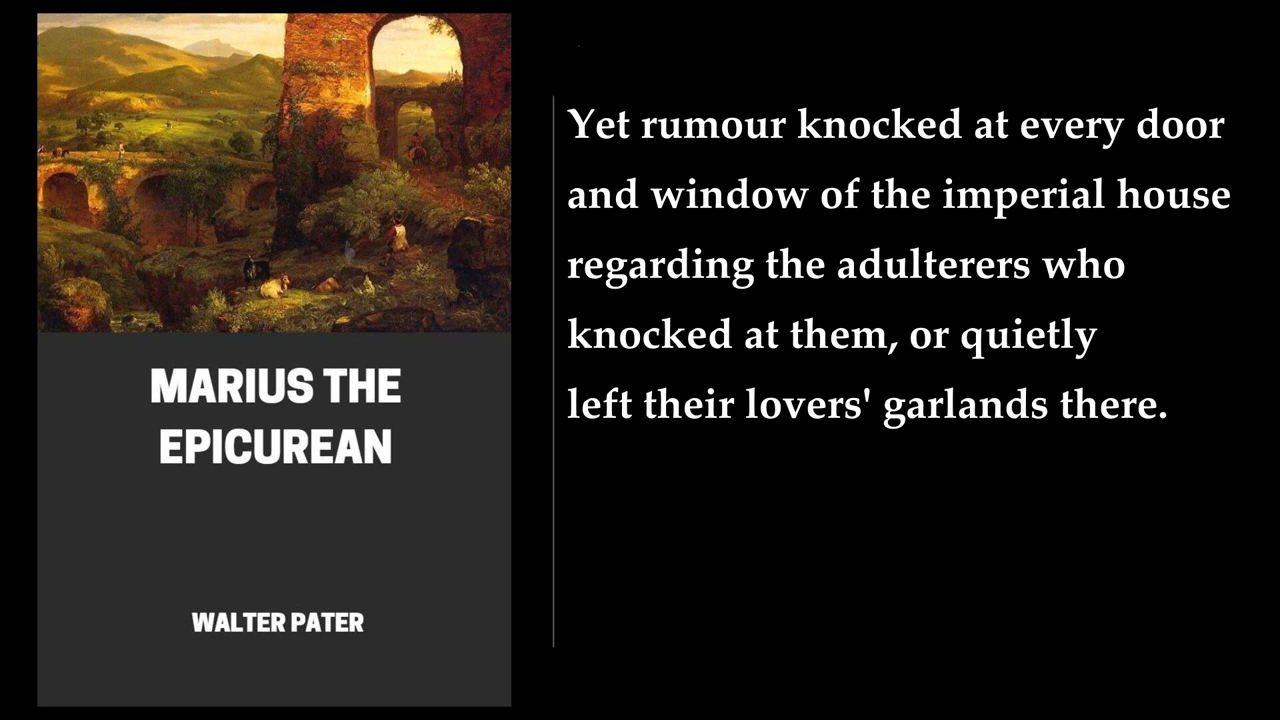 MARIUS THE
EPICUREAN
WALTER PATER
Yet rumour knocked at every door
and window of the imperial house
regarding the adulterers who
knocked at them, or quietly
left their lovers' garlands there.